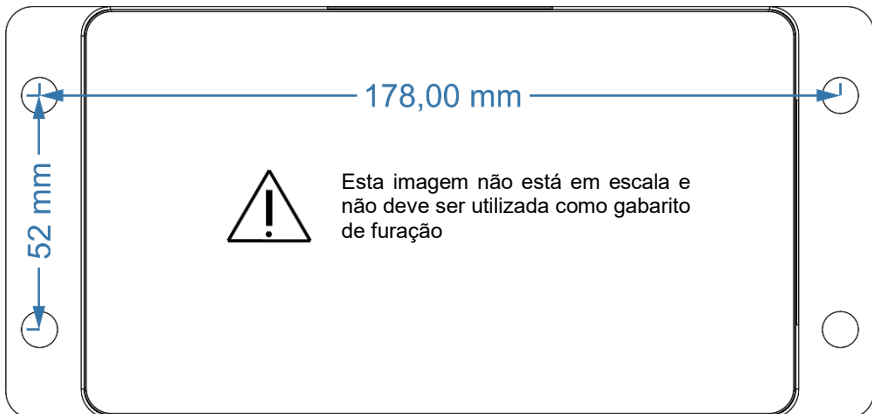 178,00 mm
52 mm
Esta imagem não está em escala e
não deve ser utilizada como gabarito
de furação